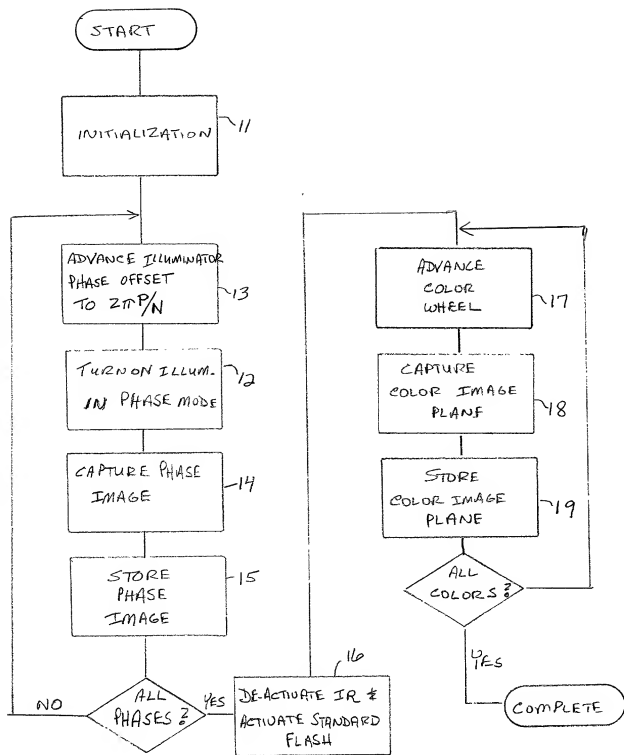 START
INITIALIZATION
11
ADVANCE ILLUMINATOR
PHASE OFFSET
TO 2πP/N
13
TURN ON ILLUM.
IN PHASE MODE
12
CAPTURE PHASE
IMAGE
14
STORE
PHASE
IMAGE
15
ALL
PHASES?
NO
YES
16
DE-ACTIVATE IR &
ACTIVATE STANDARD
FLASH
ADVANCE
COLOR
WHEEL
17
CAPTURE
COLOR IMAGE
PLANE
18
STORE
COLOR IMAGE
PLANE
19
ALL
COLORS?
YES
COMPLETE